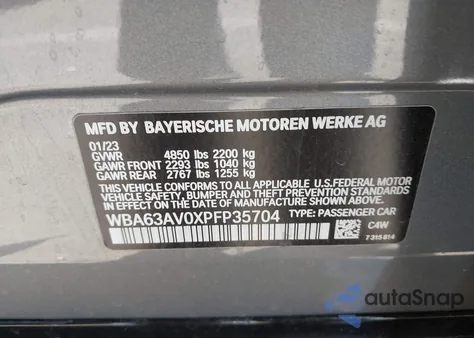 MFD BY BAYERISCHE MOTOREN WERKE AG
01/23
GVWR 4850 lbs 2200 kg
GAWR FRONT 2293 lbs 1040 kg
GAWR REAR 2767 lbs 1255 kg
THIS VEHICLE CONFORMS TO ALL APPLICABLE U.S. FEDERAL MOTOR
VEHICLE SAFETY, BUMPER AND THEFT PREVENTION STANDARDS
IN EFFECT ON THE DATE OF MANUFACTURE SHOWN ABOVE.
WBA63AV0XPFP35704 TYPE: PASSENGER CAR
C4W
7315814
autoSnap